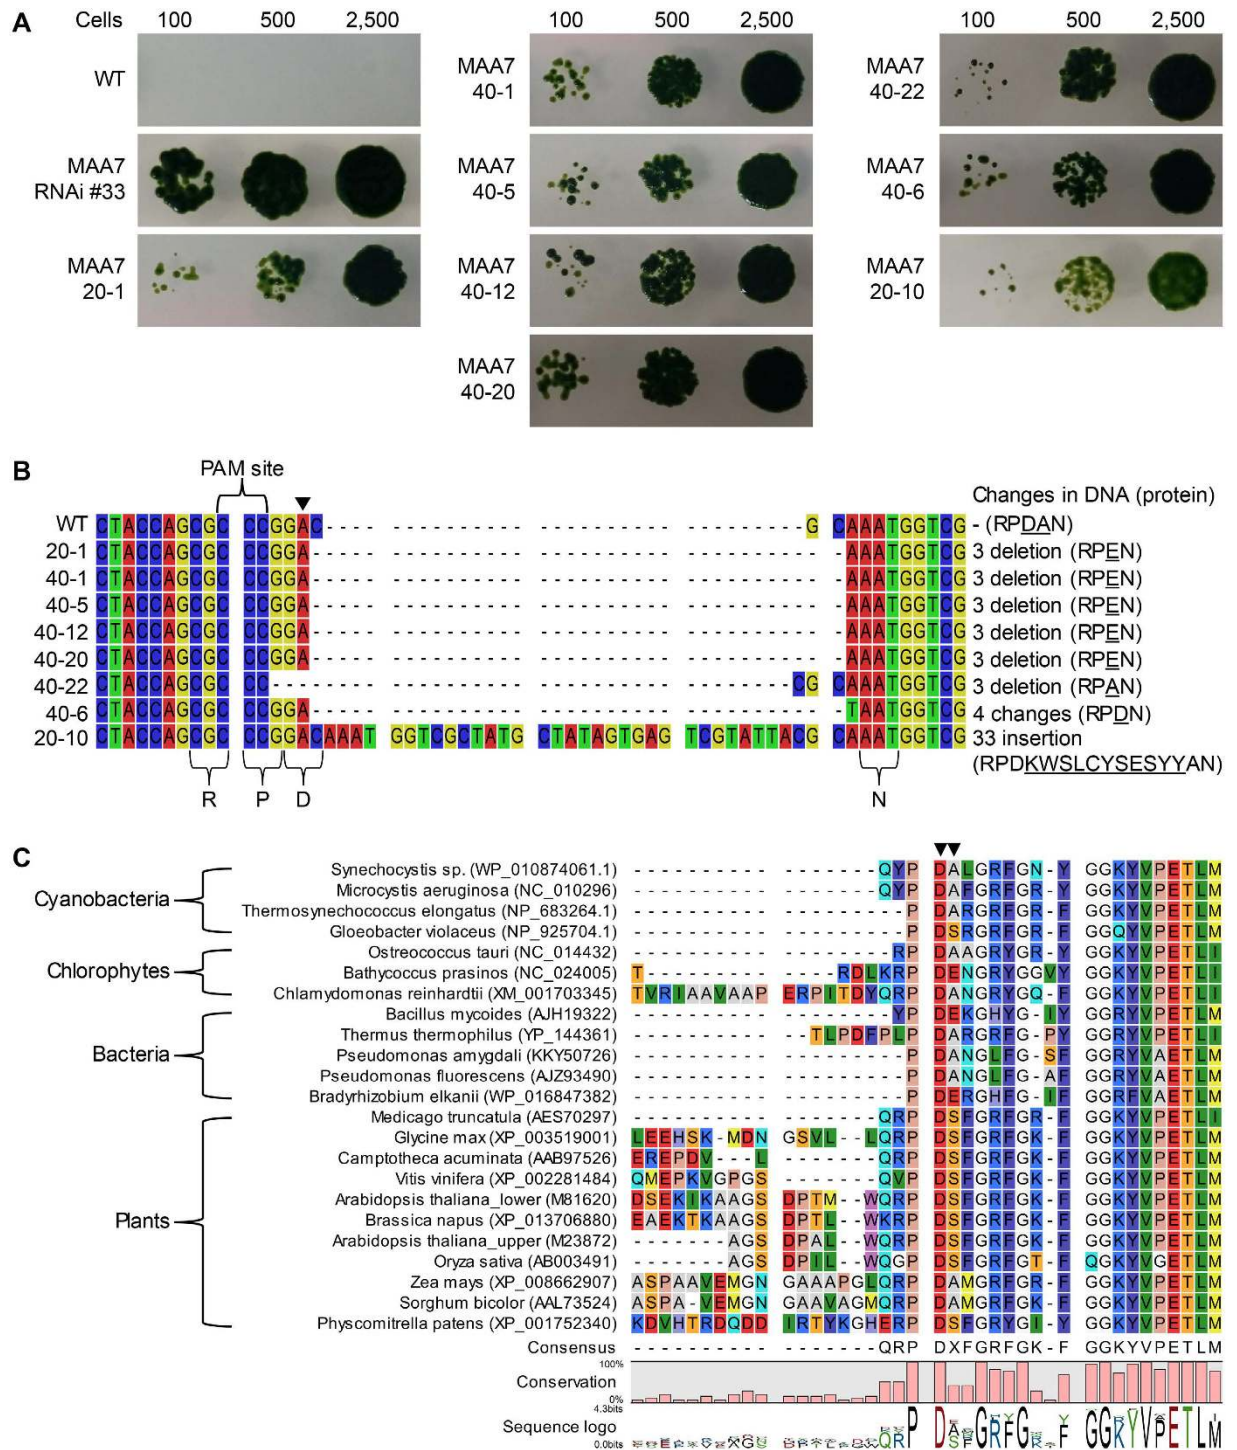 A
Cells 100 500 2,500
WT
MAA7
RNAi #33
MAA7
20-1
100 500 2,500
MAA7
40-1
MAA7
40-5
MAA7
40-12
MAA7
40-20
100 500 2,500
MAA7
40-22
MAA7
40-6
MAA7
20-10
B
PAM site
Changes in DNA (protein)
WT CTACCAGCGC CCGGAC---- ---------- ---------- ---------G CAAATGGTCG - (RPDAN)
20-1 CTACCAGCGC CCGGA----- ---------- ---------- ---------- -AAATGGTCG 3 deletion (RPEN)
40-1 CTACCAGCGC CCGGA----- ---------- ---------- ---------- -AAATGGTCG 3 deletion (RPEN)
40-5 CTACCAGCGC CCGGA----- ---------- ---------- ---------- -AAATGGTCG 3 deletion (RPEN)
40-12 CTACCAGCGC CCGGA----- ---------- ---------- ---------- -AAATGGTCG 3 deletion (RPEN)
40-20 CTACCAGCGC CCGGA----- ---------- ---------- ---------- -AAATGGTCG 3 deletion (RPEN)
40-22 CTACCAGCGC CC-------- ---------- ---------- --------CG CAAATGGTCG 3 deletion (RPAN)
40-6 CTACCAGCGC CCGGA----- ---------- ---------- ---------- -TAATGGTCG 4 changes (RPDN)
20-10 CTACCAGCGC CCGGACAAAT GGTCGCTATG CTATAGTGAG TCGTATTACG CAAATGGTCG 33 insertion
(RPDKWSLCYSESYYAN)
R P D N
C
Cyanobacteria
Chlorophytes
Bacteria
Plants
Synechocystis sp. (WP_010874061.1) ---------- -------QYP DALGRFGN-Y GGKYVPETLM
Microcystis aeruginosa (NC_010296) ---------- -------QYP DAFGRFGR-Y GGKYVPETLM
Thermosynechococcus elongatus (NP_683264.1) ---------- ---------P DARGRFGR-F GGKYVPETLM
Gloeobacter violaceus (NP_925704.1) ---------- ---------P DSRGRFGR-F GGQYVPETLM
Ostreococcus tauri (NC_014432) ---------- --------RP DAAGRYGR-Y GGKYVPETLI
Bathycoccus prasinos (NC_024005) T--------- ----RDLKRP DENGRYGGVY GGKYVPETLI
Chlamydomonas reinhardtii (XM_001703345) TVRIAAVAAP ERPITDYQRP DANGRYGQ-F GGKYVPETLI
Bacillus mycoides (AJH19322) ---------- --------YP DEKGHYG-IY GGRYVPETLM
Thermus thermophilus (YP_144361) ---------- --TLPDFPLP DARGRFG-PY GGRYVPETLI
Pseudomonas amygdali (KKY50726) ---------- ---------P DANGLFG-SF GGRYVAETLM
Pseudomonas fluorescens (AJZ93490) ---------- ---------P DANGLFG-AF GGRYVAETLM
Bradyrhizobium elkanii (WP_016847382) ---------- ---------P DERGHFG-IF GGRFVAETLM
Medicago truncatula (AES70297) ---------- -------QRP DSFGRFGR-F GGKYVPETLI
Glycine max (XP_003519001) LEEHSK-MDN GSVL--LQRP DSFGRFGK-F GGKYVPETLM
Camptotheca acuminata (AAB97526) EREPDV---L -------QRP DSFGRFGK-F GGKYVPETLM
Vitis vinifera (XP_002281484) QMEPKVGPGS -------QVP DSFGRFGK-F GGKYVPETLM
Arabidopsis thaliana_lower (M81620) DSEKIKAAGS DPTM--WQRP DSFGRFGK-F GGKYVPETLM
Brassica napus (XP_013706880) EAEKTKAAGS DPTL--WKRP DSFGRFGK-F GGKYVPETLM
Arabidopsis thaliana_upper (M23872) -------AGS DPAL--WQRP DSFGRFGK-F GGKYVPETLM
Oryza sativa (AB003491) -------AGS DPIL--WQGP DSFGRFGT-F QGKYVGETLM
Zea mays (XP_008662907) ASPAAVEMGN GAAAPGLQRP DAMGRFGR-F GGKYVPETLM
Sorghum bicolor (AAL73524) ASPA-VEMGN GAAVAGMQRP DAMGRFGK-F GGKYVPETLM
Physcomitrella patens (XP_001752340) KDVHTRDQDD IRTYKGHERP DSFGRYGI-Y GGKYVPETLM
Consensus ---------- -------QRP DXFGRFGK-F GGKYVPETLM
100%
Conservation
0%
4.3bits
Sequence logo
0.0bits